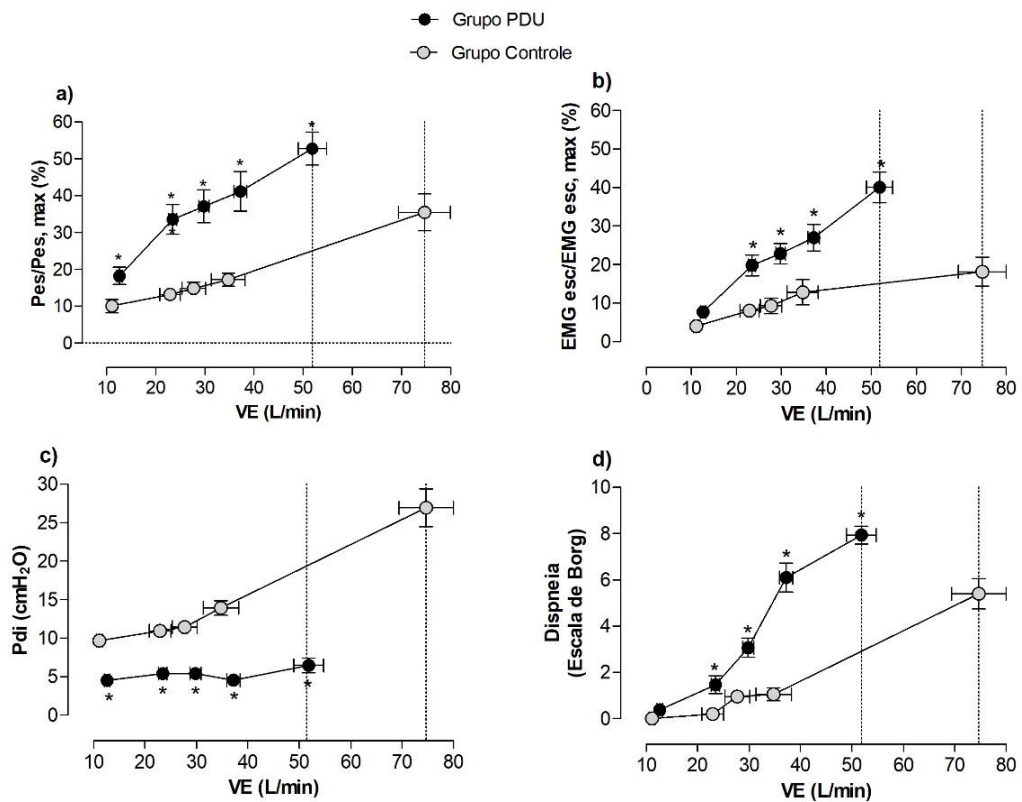 Grupo PDU
Grupo Controle
a)
Pes/Pes, max (%)
60
50
40
30
20
10
0
* * * * * *
10 20 30 40 50 60 70 80
VE (L/min)
b)
EMG esc/EMG esc, max (%)
60
50
40
30
20
10
0
* * * *
0 10 20 30 40 50 60 70 80
VE (L/min)
c)
Pdi (cmH₂O)
30
25
20
15
10
5
0
* * * * *
10 20 30 40 50 60 70 80
VE (L/min)
d)
Dispneia
(Escala de Borg)
10
8
6
4
2
0
* * * *
0 10 20 30 40 50 60 70 80
VE (L/min)